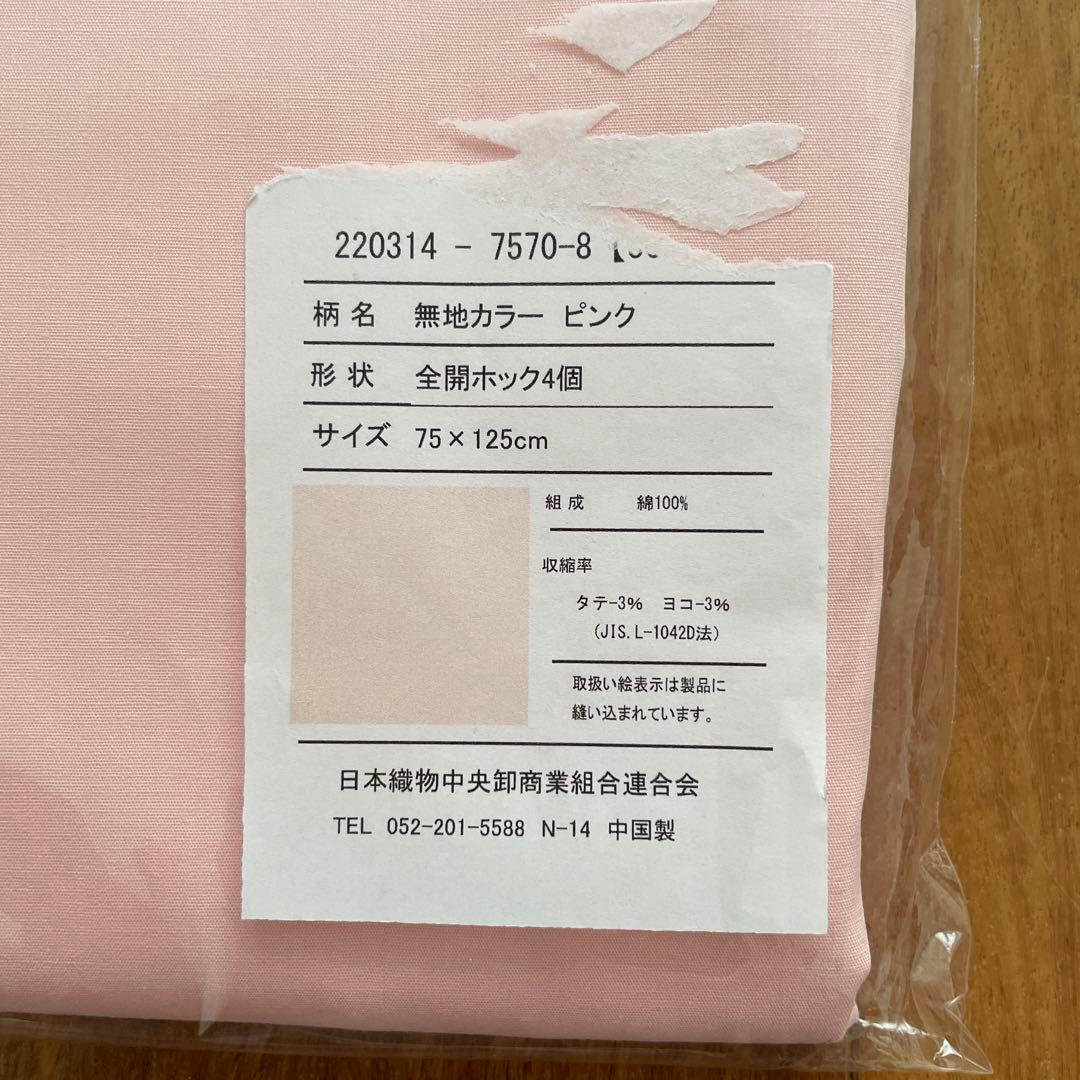 220314 - 7570-8【
柄名 無地カラー ピンク
形状 全開ホック4個
サイズ 75×125cm
組成 綿100%
収縮率
タテ-3% ヨコ-3%
(JIS.L-1042D法)
取扱い絵表示は製品に
縫い込まれています。
日本織物中央卸商業組合連合会
TEL 052-201-5588 N-14 中国製